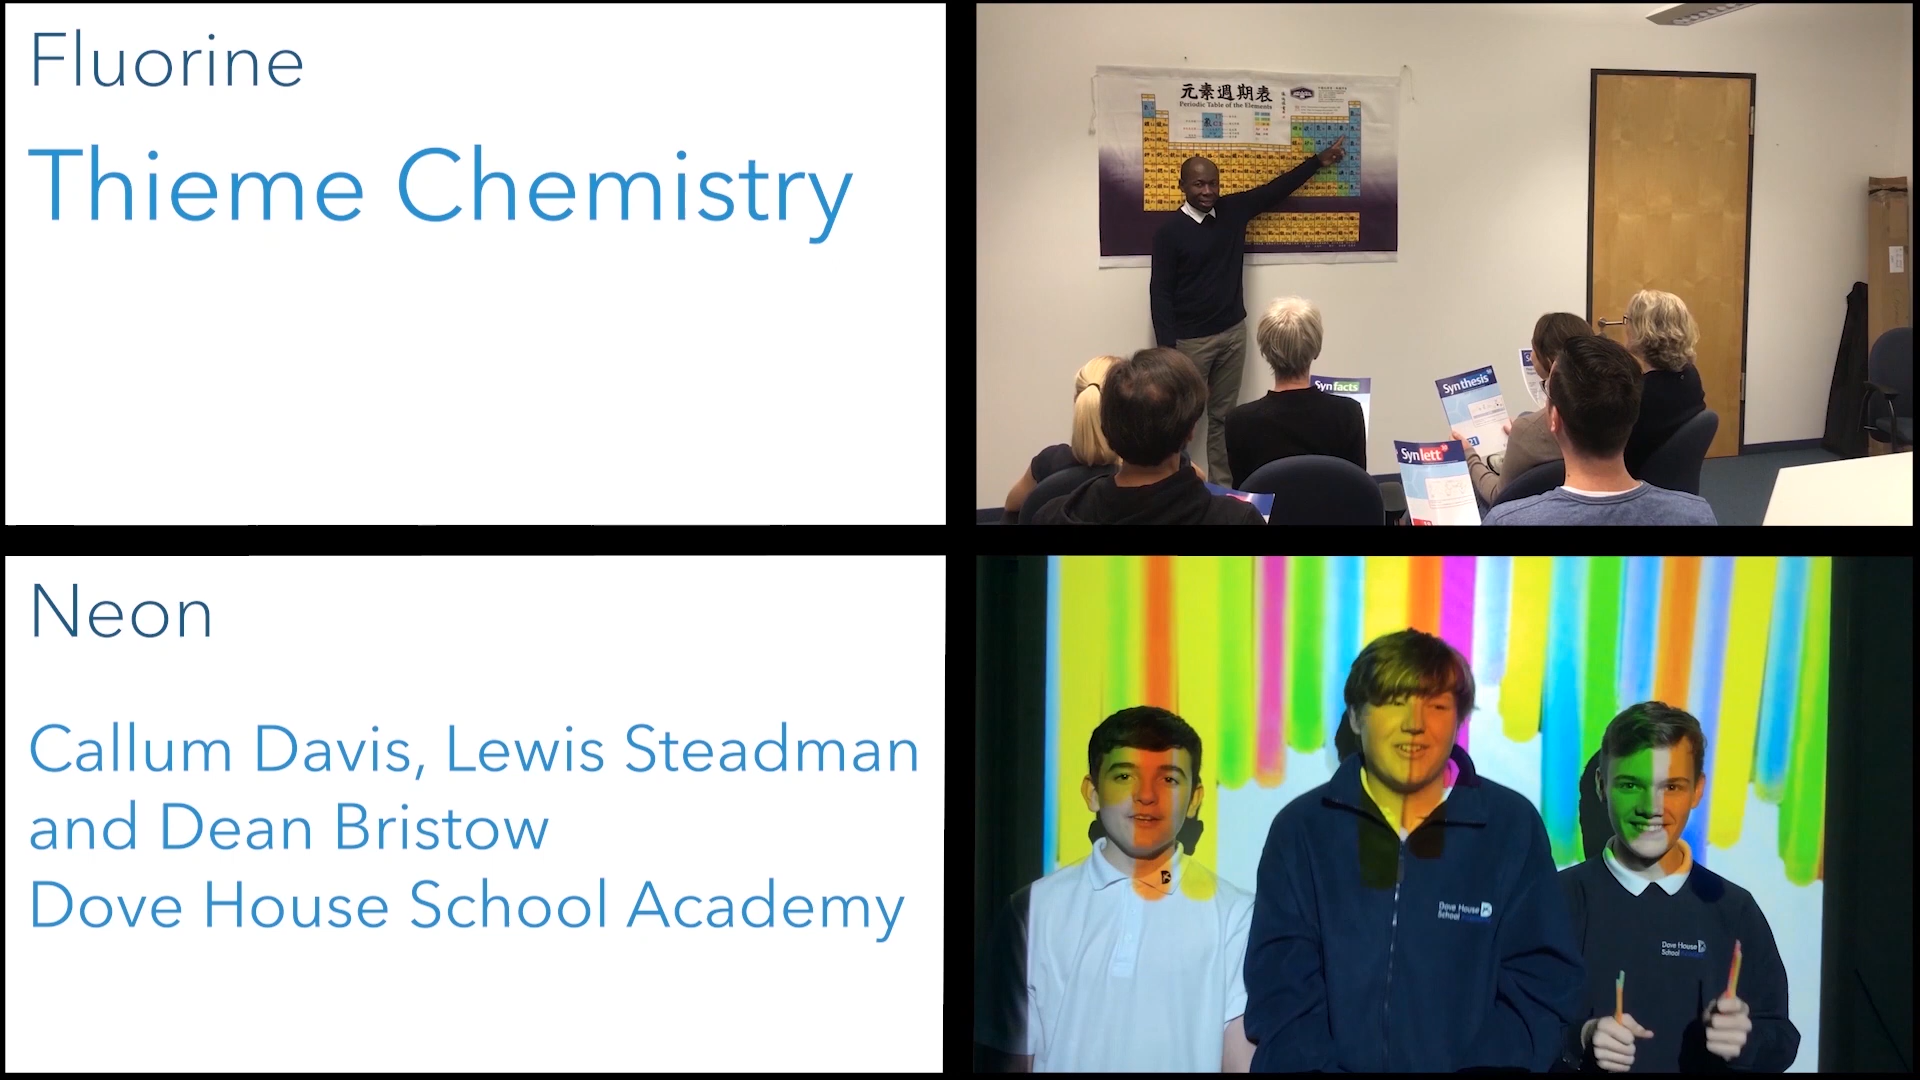 Fluorine
Thieme Chemistry
元素週期表
Periodic Table of the Elements
Synfacts
Synthesis
Synlett
Neon
Callum Davis, Lewis Steadman
and Dean Bristow
Dove House School Academy
Dove House
School
Dove House
School